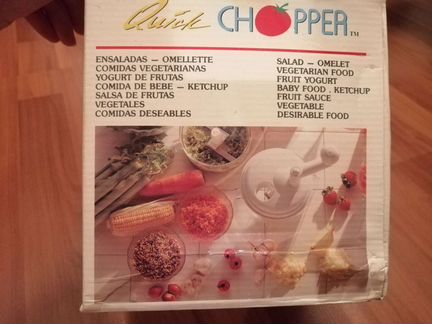 Quick CHOPPER TM
ENSALADAS — OMELLETTE
COMIDAS VEGETARIANAS
YOGURT DE FRUTAS
COMIDA DE BEBE — KETCHUP
SALSA DE FRUTAS
VEGETALES
COMIDAS DESEABLES
SALAD — OMELET
VEGETARIAN FOOD
FRUIT YOGURT
BABY FOOD . KETCHUP
FRUIT SAUCE
VEGETABLE
DESIRABLE FOOD